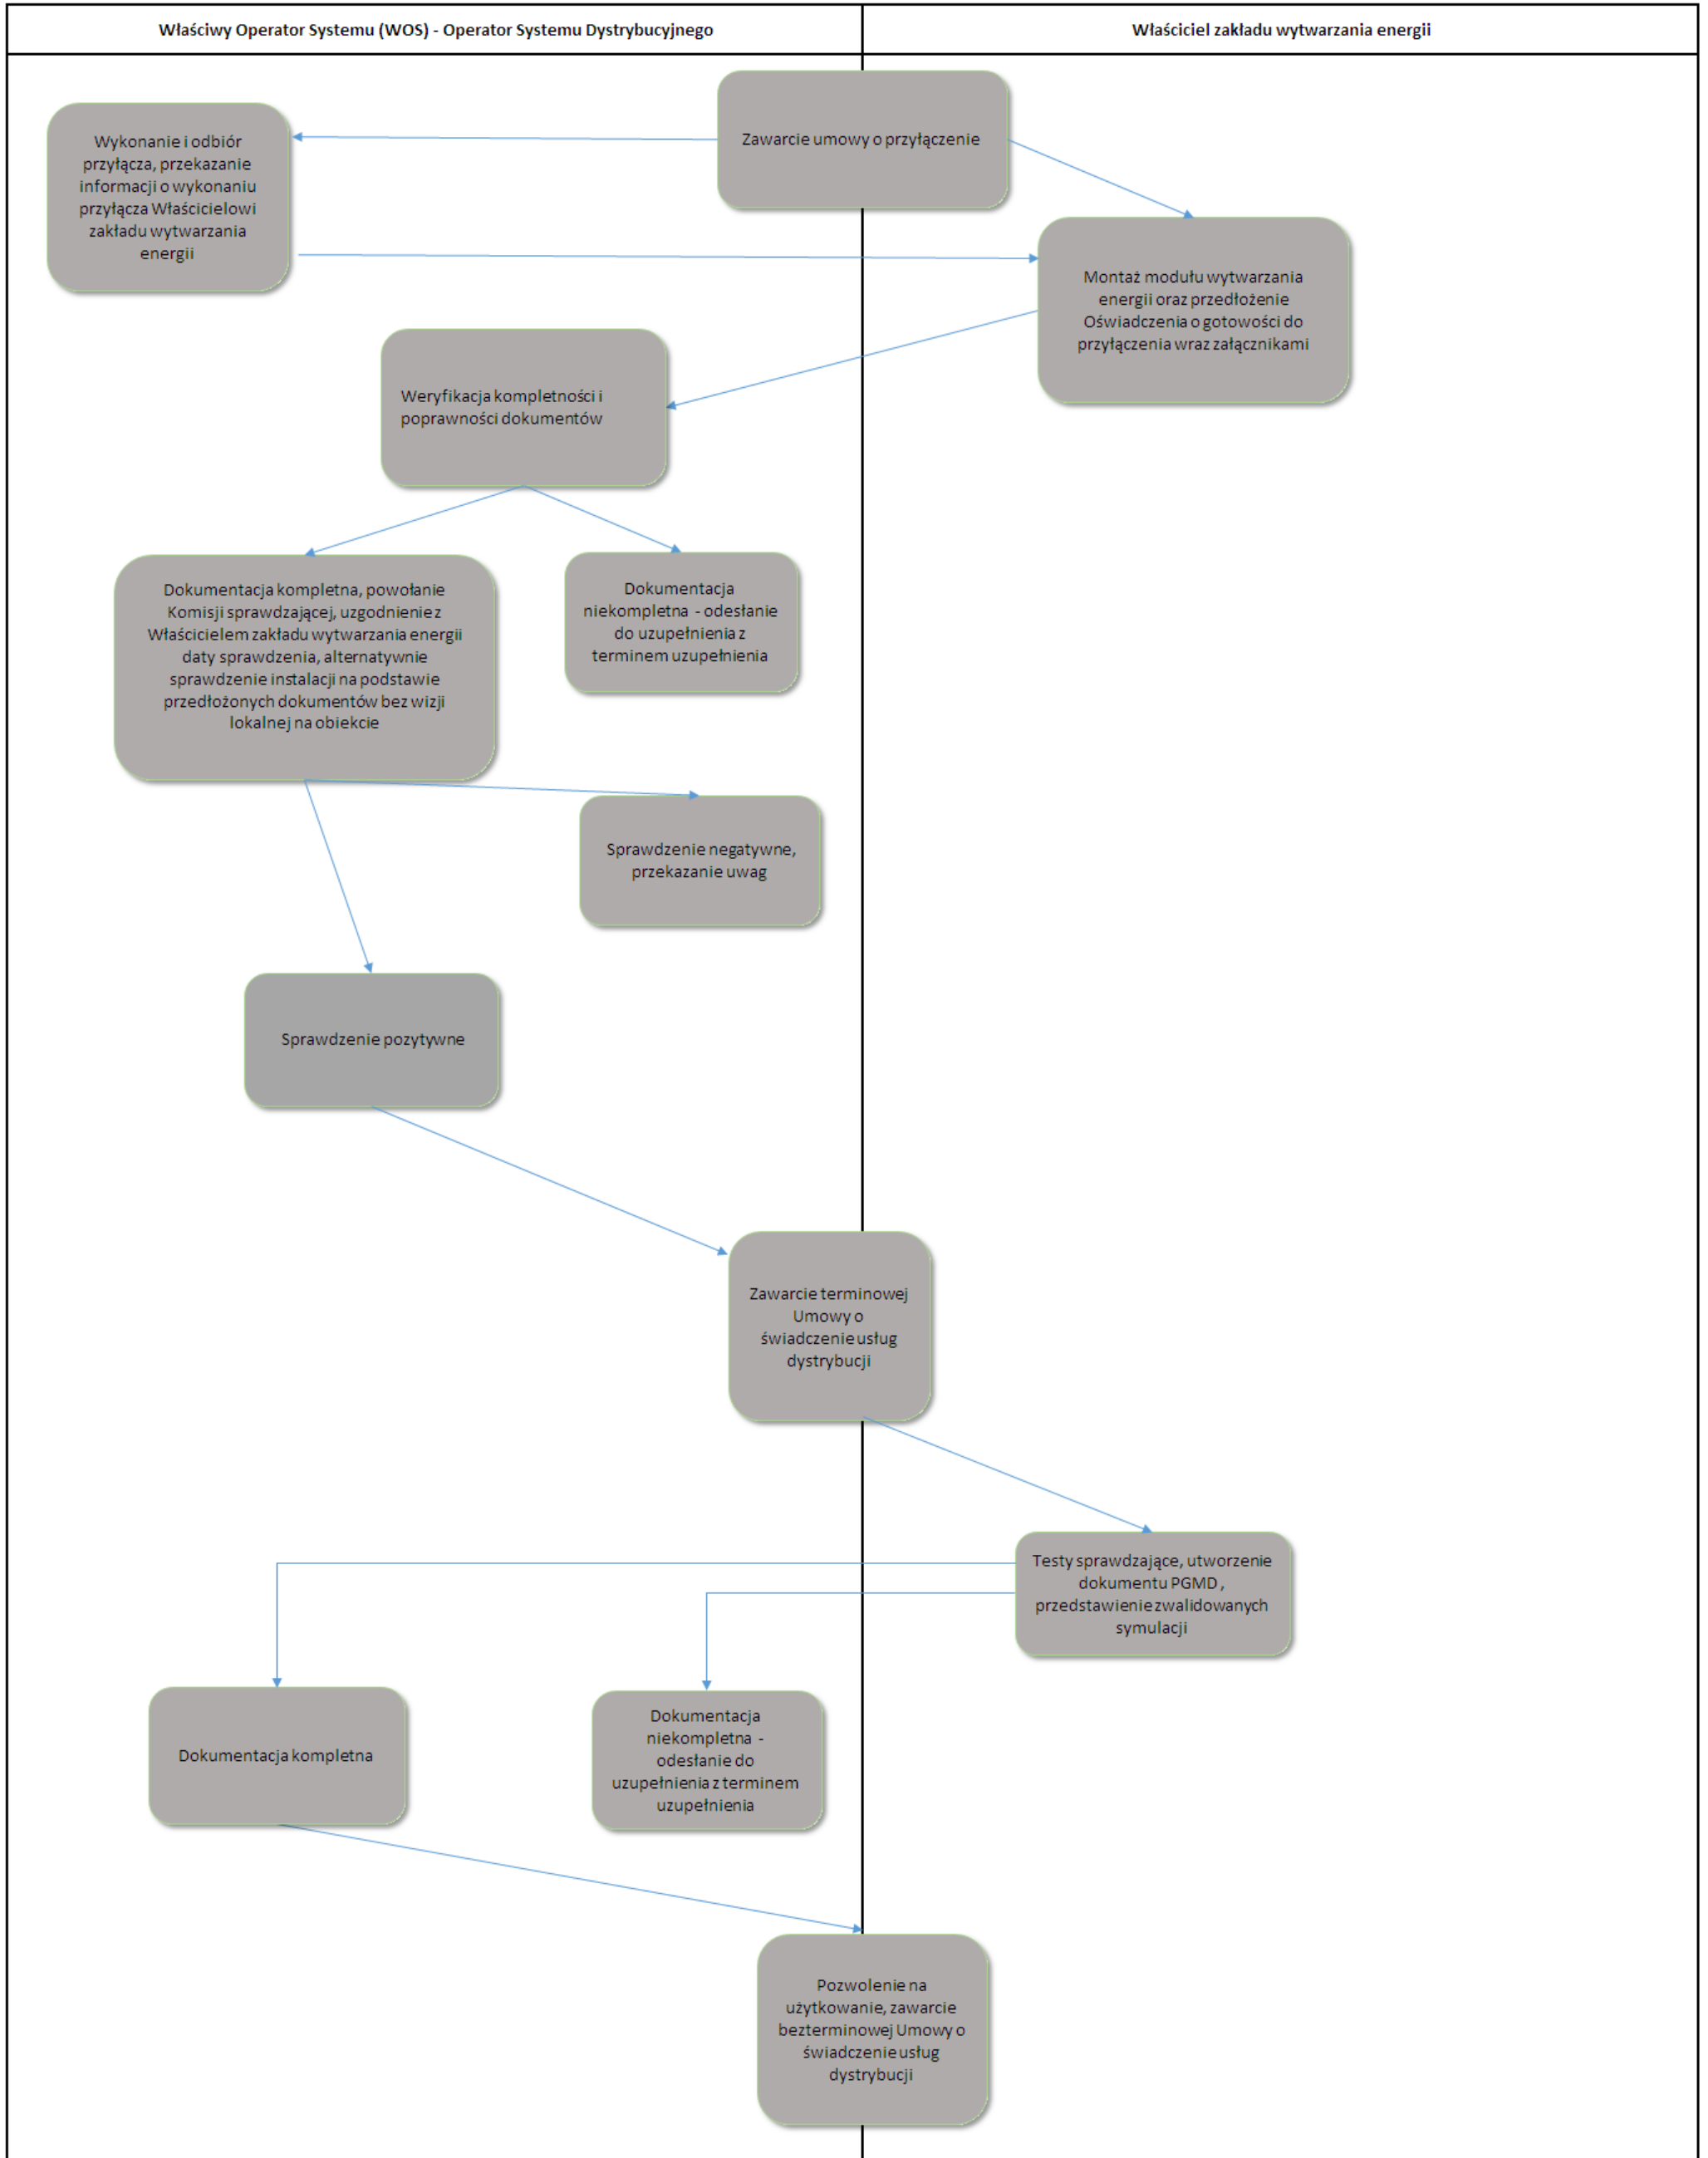 Właściwy Operator Systemu (WOS) - Operator Systemu Dystrybucyjnego
Właściciel zakładu wytwarzania energii
Zawarcie umowy o przyłączenie
Wykonanie i odbiór
przyłącza, przekazanie
informacji o wykonaniu
przyłącza Właścicielowi
zakładu wytwarzania
energii
Montaż modułu wytwarzania
energii oraz przedłożenie
Oświadczenia o gotowości do
przyłączenia wraz załącznikami
Weryfikacja kompletności i
poprawności dokumentów
Dokumentacja kompletna, powołanie
Komisji sprawdzającej, uzgodnienie z
Właścicielem zakładu wytwarzania energii
daty sprawdzenia, alternatywnie
sprawdzenie instalacji na podstawie
przedłożonych dokumentów bez wizji
lokalnej na obiekcie
Dokumentacja
niekompletna - odesłanie
do uzupełnienia z
terminem uzupełnienia
Sprawdzenie negatywne,
przekazanie uwag
Sprawdzenie pozytywne
Zawarcie terminowej
Umowy o
świadczenie usług
dystrybucji
Testy sprawdzające, utworzenie
dokumentu PGMD ,
przedstawienie zwalidowanych
symulacji
Dokumentacja kompletna
Dokumentacja
niekompletna -
odesłanie do
uzupełnienia z terminem
uzupełnienia
Pozwolenie na
użytkowanie, zawarcie
bezterminowej Umowy o
świadczenie usług
dystrybucji